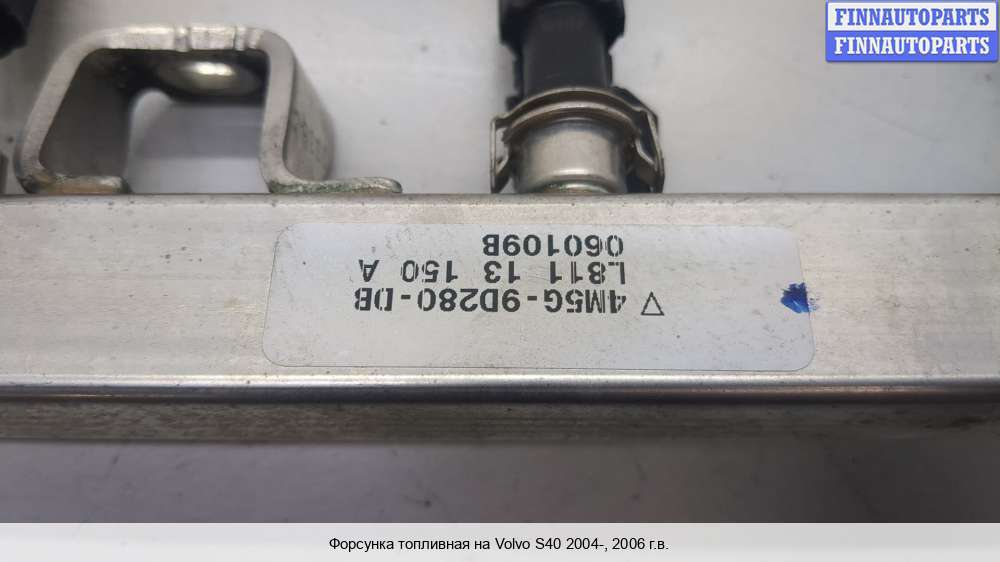 FINNAUTOPARTS
FINNAUTOPARTS
▽ 4M5G-9D280-DB
L811 13 150 A
060109B
Форсунка топливная на Volvo S40 2004-, 2006 г.в.